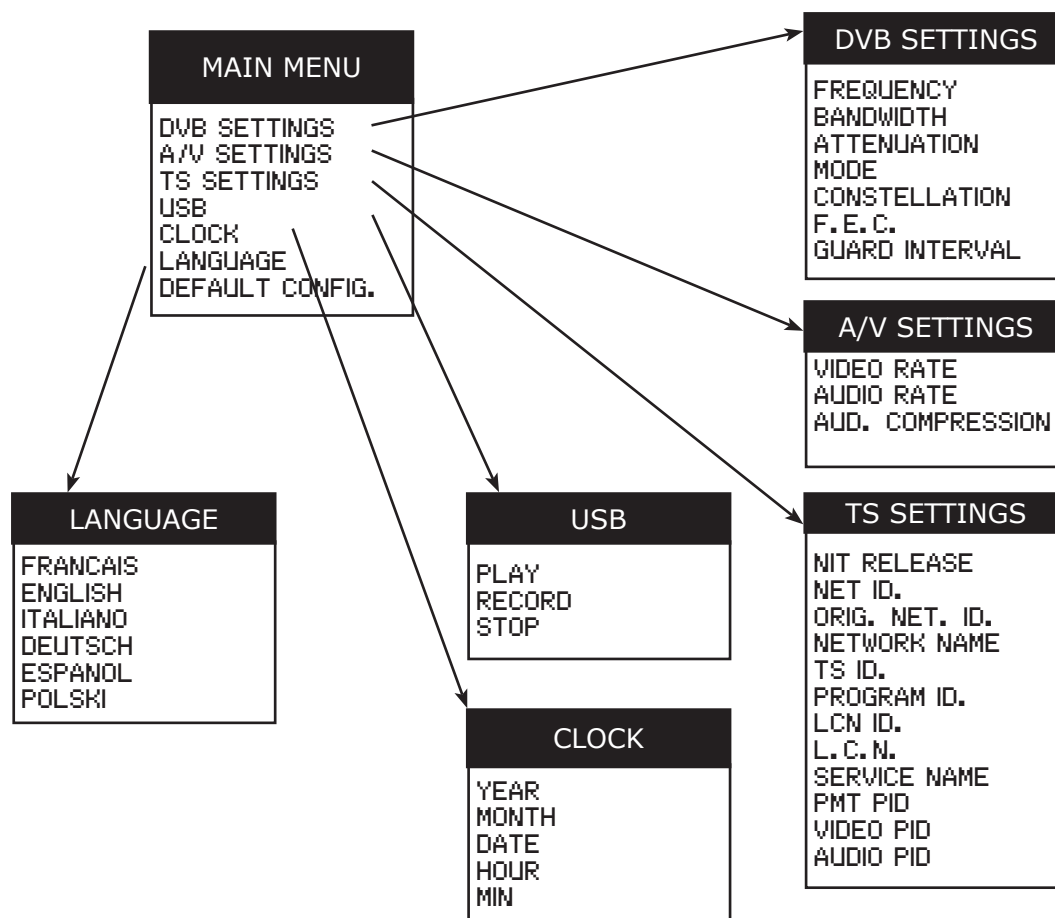 MAIN MENU
DVB SETTINGS
A/V SETTINGS
TS SETTINGS
USB
CLOCK
LANGUAGE
DEFAULT CONFIG.
DVB SETTINGS
FREQUENCY
BANDWIDTH
ATTENUATION
MODE
CONSTELLATION
F.E.C.
GUARD INTERVAL
A/V SETTINGS
VIDEO RATE
AUDIO RATE
AUD. COMPRESSION
LANGUAGE
FRANCAIS
ENGLISH
ITALIANO
DEUTSCH
ESPANOL
POLSKI
USB
PLAY
RECORD
STOP
TS SETTINGS
NIT RELEASE
NET ID.
ORIG. NET. ID.
NETWORK NAME
TS ID.
PROGRAM ID.
LCN ID.
L.C.N.
SERVICE NAME
PMT PID
VIDEO PID
AUDIO PID
CLOCK
YEAR
MONTH
DATE
HOUR
MIN